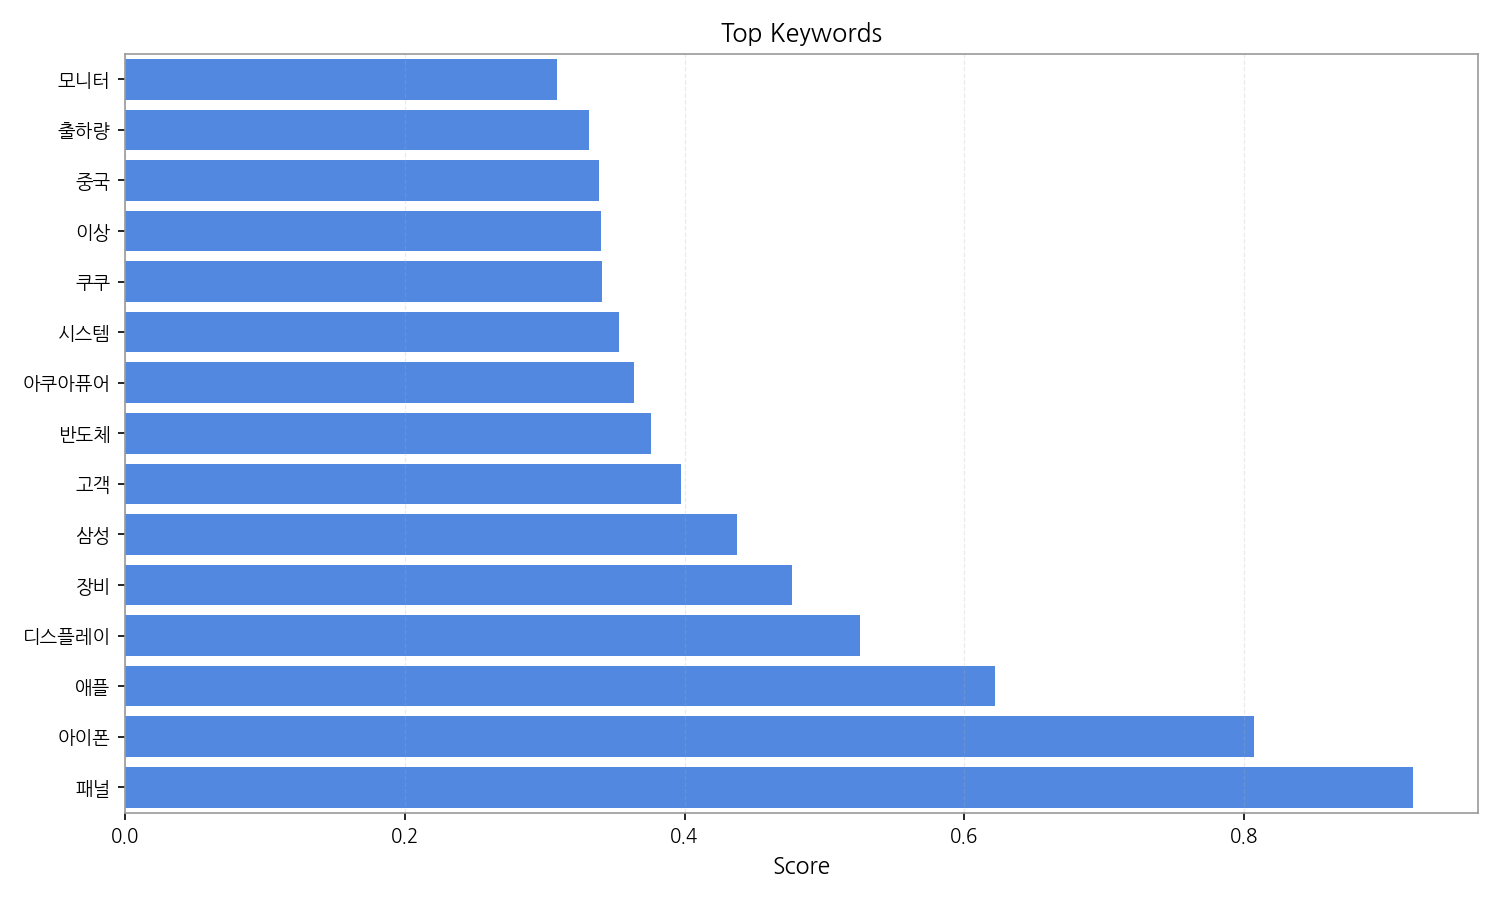 Top Keywords
모니터
출하량
중국
이상
쿠쿠
시스템
아쿠아퓨어
반도체
고객
삼성
장비
디스플레이
애플
아이폰
패널
0.0 0.2 0.4 0.6 0.8
Score